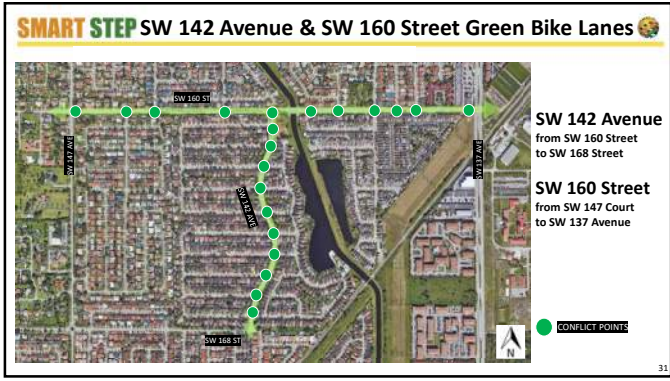 SMART STEP SW 142 Avenue & SW 160 Street Green Bike Lanes
SW 160 ST
SW 147 AVE
SW 142 AVE
SW 137 AVE
SW 168 ST
SW 142 Avenue
from SW 160 Street
to SW 168 Street
SW 160 Street
from SW 147 Court
to SW 137 Avenue
CONFLICT POINTS
N
31